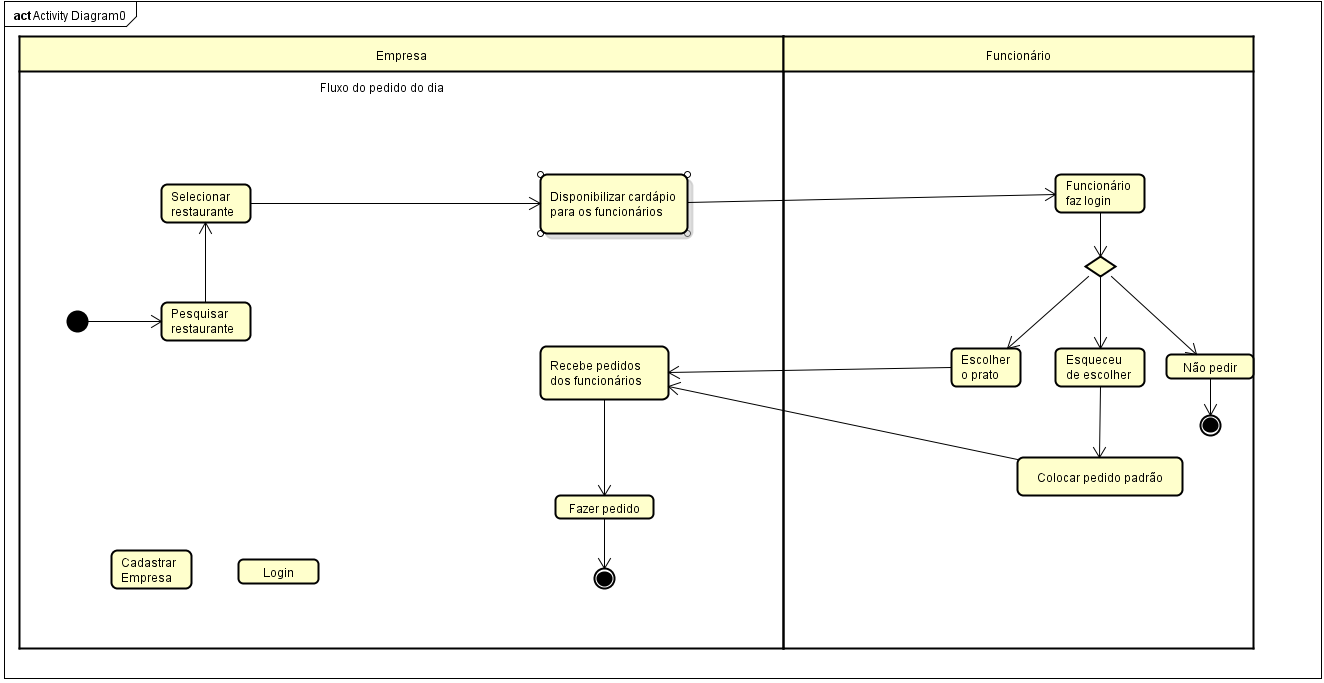 act Activity Diagram0
Empresa
Funcionário
Fluxo do pedido do dia
Selecionar
restaurante
Disponibilizar cardápio
para os funcionários
Funcionário
faz login
Pesquisar
restaurante
Recebe pedidos
dos funcionários
Escolher
o prato
Esqueceu
de escolher
Não pedir
Colocar pedido padrão
Fazer pedido
Cadastrar
Empresa
Login